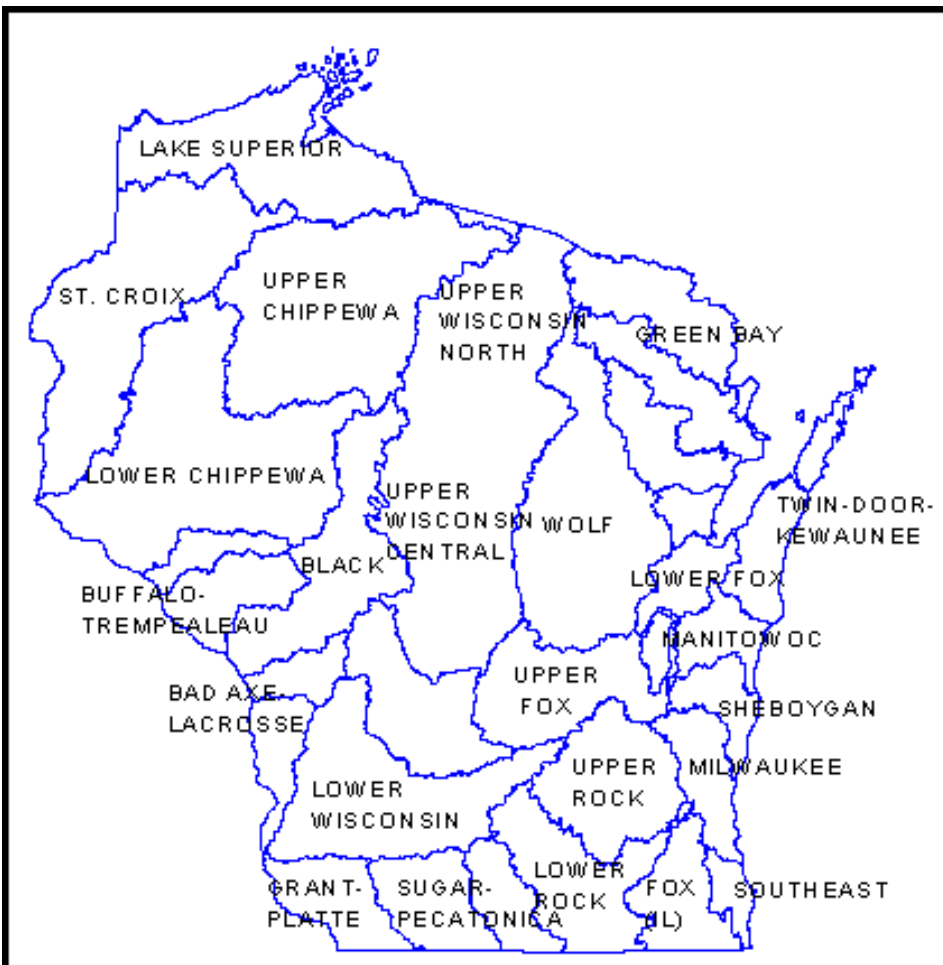 LAKE SUPERIOR
ST. CROIX
UPPER
CHIPPEWA
UPPER
WISCONSIN
NORTH
GREEN BAY
LOWER CHIPPEWA
UPPER
WISCONSIN
CENTRAL
WOLF
TWIN-DOOR-
KEWAUNEE
BLACK
LOWER FOX
BUFFALO-
TREMPEALEAU
MANITOWOC
UPPER
FOX
BAD AXE-
LACROSSE
SHEBOYGAN
UPPER
ROCK
MILWAUKEE
LOWER
WISCONSIN
GRANT-
PLATTE
SUGAR-
PECATONICA
LOWER
ROCK
FOX
(IL)
SOUTHEAST